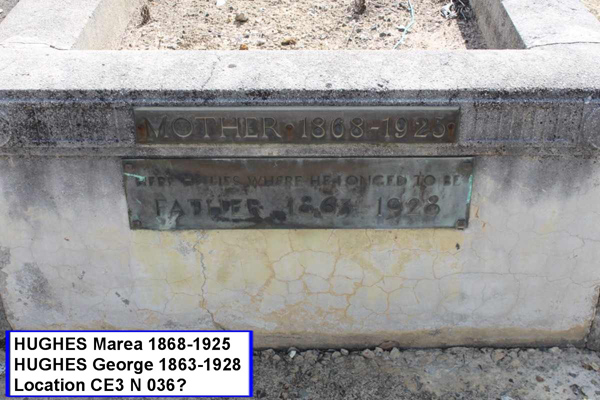 MOTHER · 1868-1925
HERE HE LIES WHERE HE LONGED TO BE
FATHER 1863 1928
HUGHES Marea 1868-1925
HUGHES George 1863-1928
Location CE3 N 036?